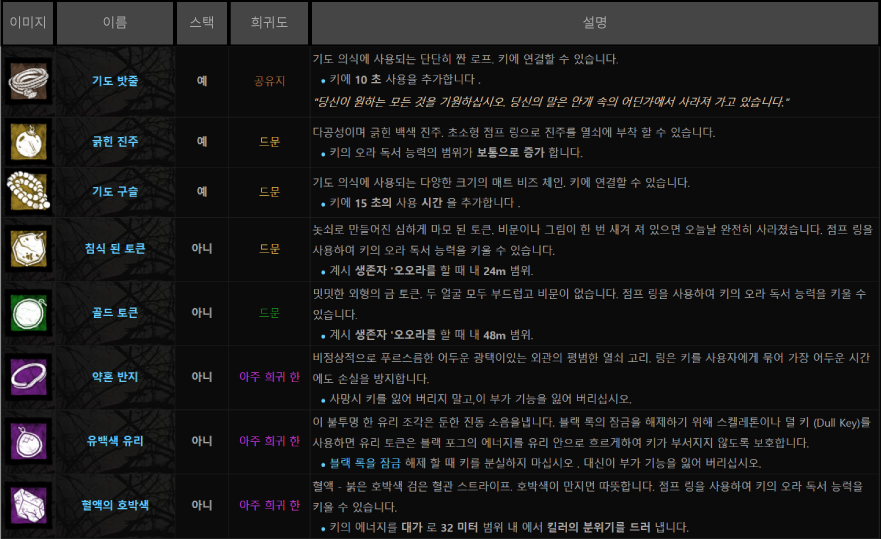 이미지 이름 스택 희귀도 설명
기도 밧줄 예 공유지
기도 의식에 사용되는 단단히 짠 로프. 키에 연결할 수 있습니다.
• 키에 10 초 사용을 추가합니다 .
"당신이 원하는 모든 것을 기원하십시오. 당신의 말은 안개 속의 어딘가에서 사라져 가고 있습니다."
긁힌 진주 예 드문
다공성이며 긁힌 백색 진주. 초소형 점프 링으로 진주를 열쇠에 부착 할 수 있습니다.
• 키의 오라 독서 능력의 범위가 보통으로 증가 합니다.
기도 구슬 예 드문
기도 의식에 사용되는 다양한 크기의 매트 비즈 체인. 키에 연결할 수 있습니다.
• 키에 15 초의 사용 시간 을 추가합니다 .
침식 된 토큰 아니 드문
놋쇠로 만들어진 심하게 마모 된 토큰. 비문이나 그림이 한 번 새겨 져 있으면 오늘날 완전히 사라졌습니다. 점프 링을
사용하여 키의 오라 독서 능력을 키울 수 있습니다.
• 계시 생존자 '오오라를 할 때 내 24m 범위.
골드 토큰 아니 드문
밋밋한 외형의 금 토큰. 두 얼굴 모두 부드럽고 비문이 없습니다. 점프 링을 사용하여 키의 오라 독서 능력을 키울 수
있습니다.
• 계시 생존자 '오오라를 할 때 내 48m 범위.
약혼 반지 아니 아주 희귀 한
비정상적으로 푸르스름한 어두운 광택이있는 외관의 평범한 열쇠 고리. 링은 키를 사용자에게 묶어 가장 어두운 시간
에도 손실을 방지합니다.
• 사망시 키를 잃어 버리지 말고,이 부가 기능을 잃어 버리십시오.
유백색 유리 아니 아주 희귀 한
이 불투명 한 유리 조각은 둔한 진동 소음을냅니다. 블랙 록의 잠금을 해제하기 위해 스켈레톤이나 덜 키 (Dull Key)를
사용하면 유리 토큰은 블랙 포그의 에너지를 유리 안으로 흐르게하여 키가 부서지지 않도록 보호합니다.
• 블랙 록을 잠금 해제 할 때 키를 분실하지 마십시오 . 대신이 부가 기능을 잃어 버리십시오.
혈액의 호박색 아니 아주 희귀 한
혈액 - 붉은 호박색 검은 혈관 스트라이프. 호박색이 만지면 따뜻합니다. 점프 링을 사용하여 키의 오라 독서 능력을
키울 수 있습니다.
• 키의 에너지를 대가 로 32 미터 범위 내 에서 킬러의 분위기를 드러 냅니다.